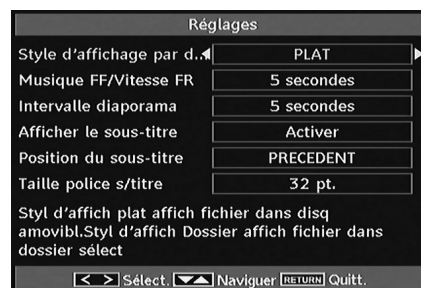 Réglages
Style d'affichage par d.. PLAT
Musique FF/Vitesse FR 5 secondes
Intervalle diaporama 5 secondes
Afficher le sous-titre Activer
Position du sous-titre PRECEDENT
Taille police s/titre 32 pt.
Styl d'affich plat affich fichier dans disq
amovibl.Styl d'affich Dossier affich fichier dans
dossier sélect
< > Sélect. Naviguer RETURN Quitt.